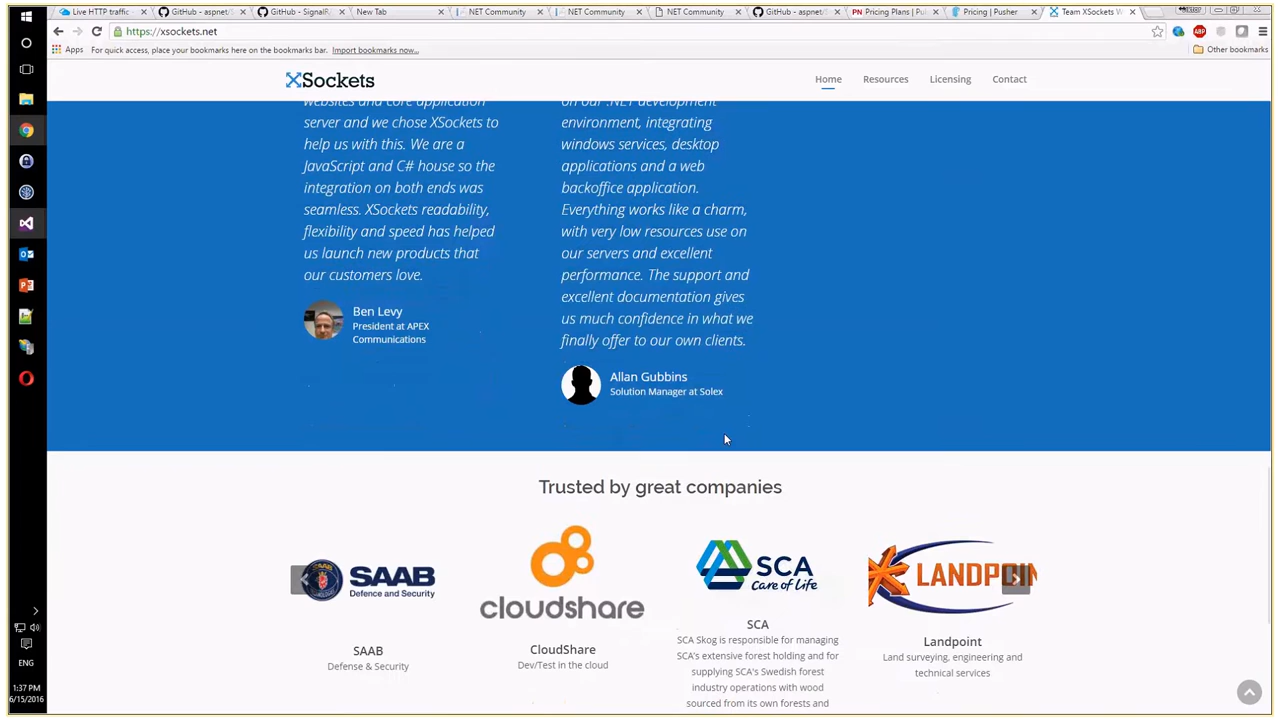 Live HTTP traffic
GitHub - aspnet/S
GitHub - SignalR
New Tab
NET Community
NET Community
NET Community
GitHub - aspnet/
Pricing Plans | Pu
Pricing | Pusher
Team XSockets W
https://xsockets.net
Apps
For quick access, place your bookmarks here on the bookmarks bar. Import bookmarks now...
Other bookmarks
XSockets
Home
Resources
Licensing
Contact
websites and core application
server and we chose XSockets to
help us with this. We are a
JavaScript and C# house so the
integration on both ends was
seamless. XSockets readability,
flexibility and speed has helped
us launch new products that
our customers love.
Ben Levy
President at APEX
Communications
on our .NET development
environment, integrating
windows services, desktop
applications and a web
backoffice application.
Everything works like a charm,
with very low resources use on
our servers and excellent
performance. The support and
excellent documentation gives
us much confidence in what we
finally offer to our own clients.
Allan Gubbins
Solution Manager at Solex
Trusted by great companies
SAAB
Defence and Security
SAAB
Defense & Security
cloudshare
CloudShare
Dev/Test in the cloud
SCA
Care of Life
SCA
SCA Skog is responsible for managing
SCA's extensive forest holding and for
supplying SCA's Swedish forest
industry operations with wood
sourced from its own forests and
LANDPOIN
Landpoint
Land surveying, engineering and
technical services
ENG
1:37 PM
6/15/2016